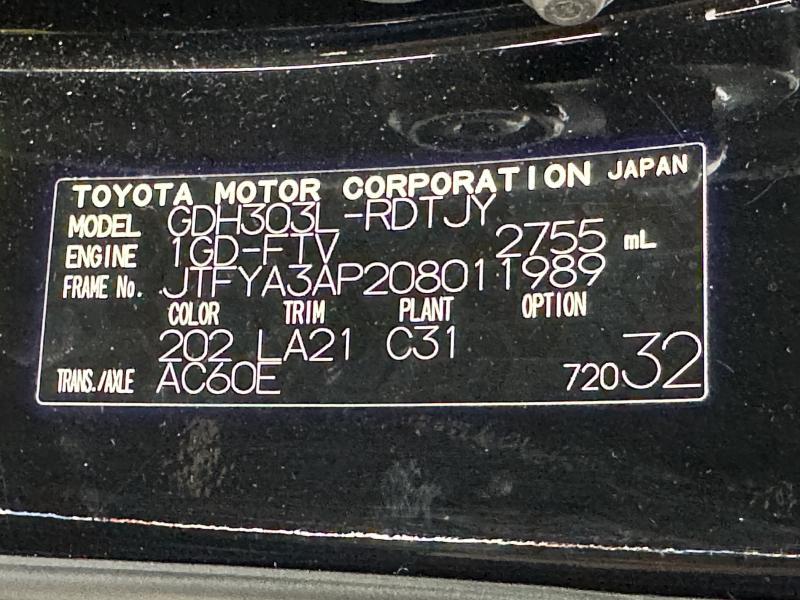 TOYOTA MOTOR CORPORATION JAPAN
MODEL GDH303L-RDTJY
ENGINE 1GD-FTV 2755 mL
FRAME No. JTFYA3AP208011989
COLOR TRIM PLANT OPTION
202 LA21 C31
TRANS./AXLE AC60E 72032